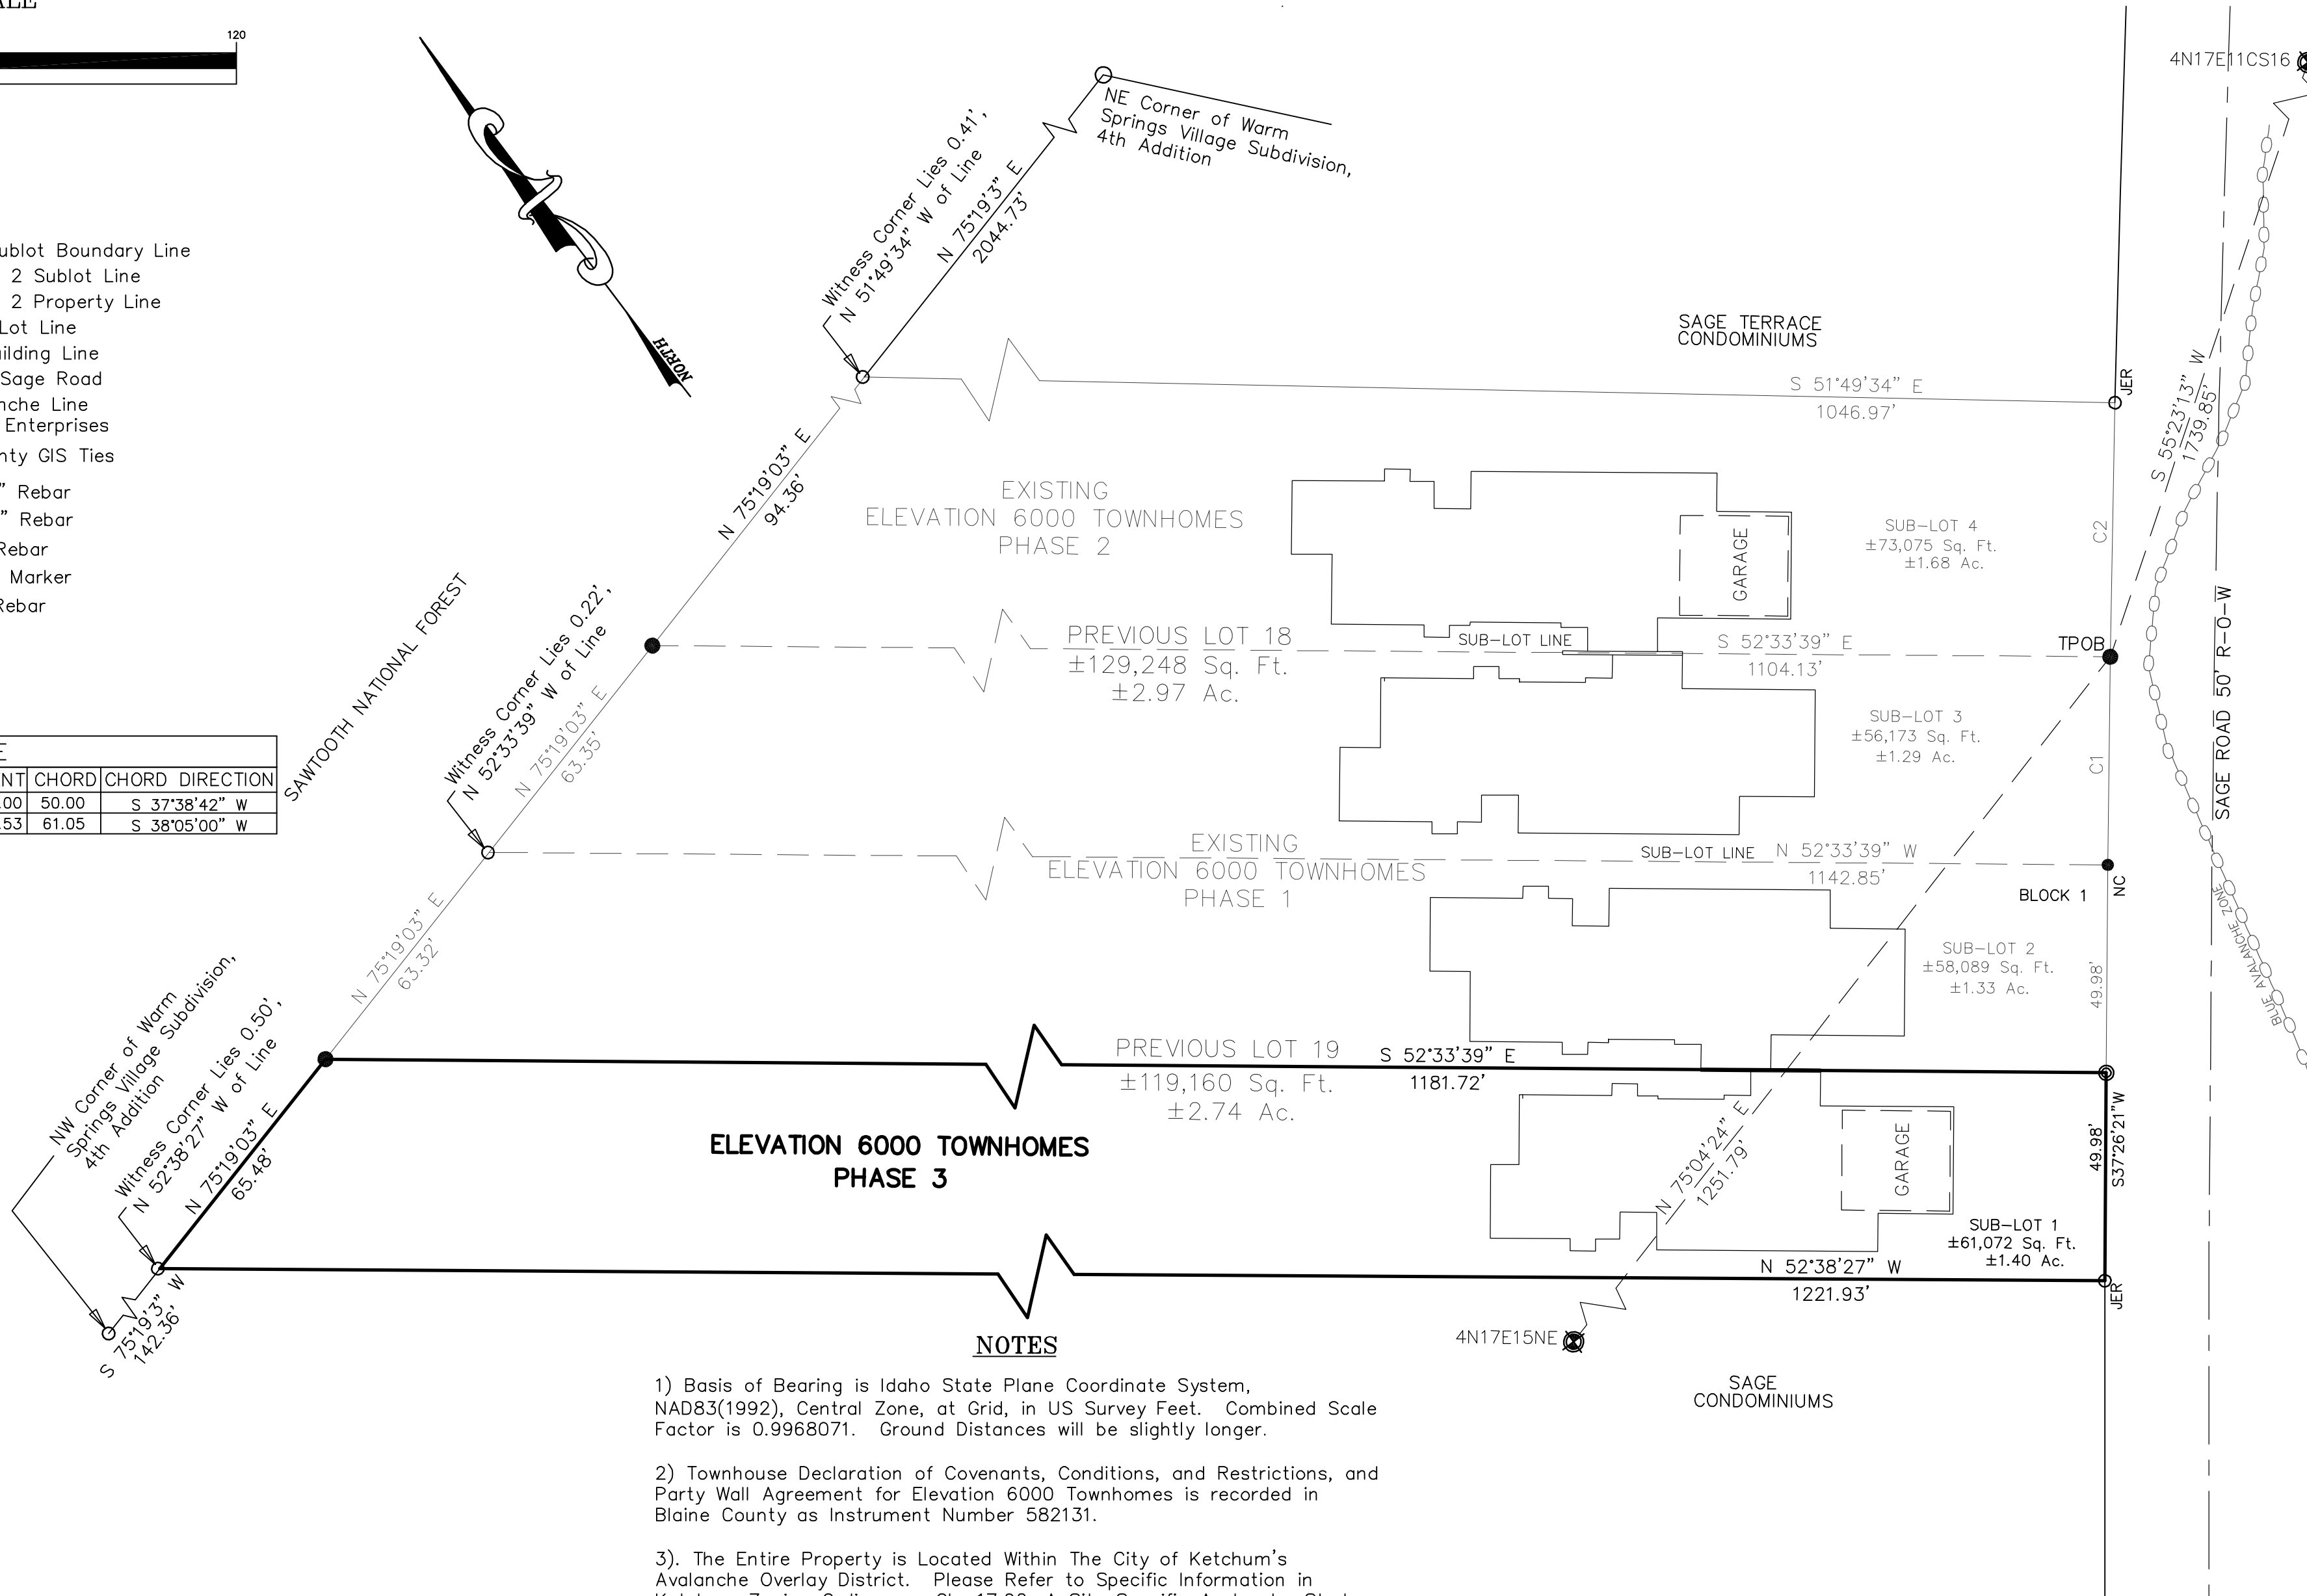 120
Sublot Boundary Line
2 Sublot Line
2 Property Line
Lot Line
Building Line
Sage Road
Enterprises
GIS Ties
Rebar
Rebar
Rebar
Marker
Rebar
CHORD CHORD DIRECTION
50.00 S 37°38'42" W
61.05 S 38°05'00" W
NORTH
NE Corner of Warm
Springs Village Subdivision,
4th Addition
Witness Corner Lies 0.41',
N 51°49'34" W of Line
N 75°19'3" E
2044.73'
4N17E11CS16
SAGE TERRACE
CONDOMINIUMS
S 51°49'34" E
1046.97'
JER
S 55°23'13" W
1739.85'
N 75°19'03" E
94.36'
EXISTING
ELEVATION 6000 TOWNHOMES
PHASE 2
GARAGE
SUB-LOT 4
±73,075 Sq. Ft.
±1.68 Ac.
C2
SAWTOOTH NATIONAL FOREST
Witness Corner Lies 0.22',
N 52°33'39" W of Line
N 75°19'03" E
63.35'
PREVIOUS LOT 18
±129,248 Sq. Ft.
±2.97 Ac.
SUB-LOT LINE
S 52°33'39" E
1104.13'
TPOB
SAGE ROAD 50' R-O-W
SUB-LOT 3
±56,173 Sq. Ft.
±1.29 Ac.
C1
EXISTING
ELEVATION 6000 TOWNHOMES
PHASE 1
SUB-LOT LINE
N 52°33'39" W
1142.85'
BLOCK 1
NC
BLUE AVALANCHE ZONE
N 75°19'03" E
63.32'
SUB-LOT 2
±58,089 Sq. Ft.
±1.33 Ac.
49.98'
NW Corner of Warm
Springs Village Subdivision,
4th Addition
Witness Corner Lies 0.50',
N 52°38'27" W of Line
N 75°19'03" E
65.48'
PREVIOUS LOT 19
±119,160 Sq. Ft.
±2.74 Ac.
S 52°33'39" E
1181.72'
ELEVATION 6000 TOWNHOMES
PHASE 3
N 75°04'24" E
1251.79'
GARAGE
49.98'
S37°26'21"W
SUB-LOT 1
±61,072 Sq. Ft.
±1.40 Ac.
N 52°38'27" W
1221.93'
JER
S 75°19'3" W
142.36'
4N17E15NE
SAGE
CONDOMINIUMS
NOTES
1) Basis of Bearing is Idaho State Plane Coordinate System,
NAD83(1992), Central Zone, at Grid, in US Survey Feet. Combined Scale
Factor is 0.9968071. Ground Distances will be slightly longer.
2) Townhouse Declaration of Covenants, Conditions, and Restrictions, and
Party Wall Agreement for Elevation 6000 Townhomes is recorded in
Blaine County as Instrument Number 582131.
3). The Entire Property is Located Within The City of Ketchum's
Avalanche Overlay District. Please Refer to Specific Information in